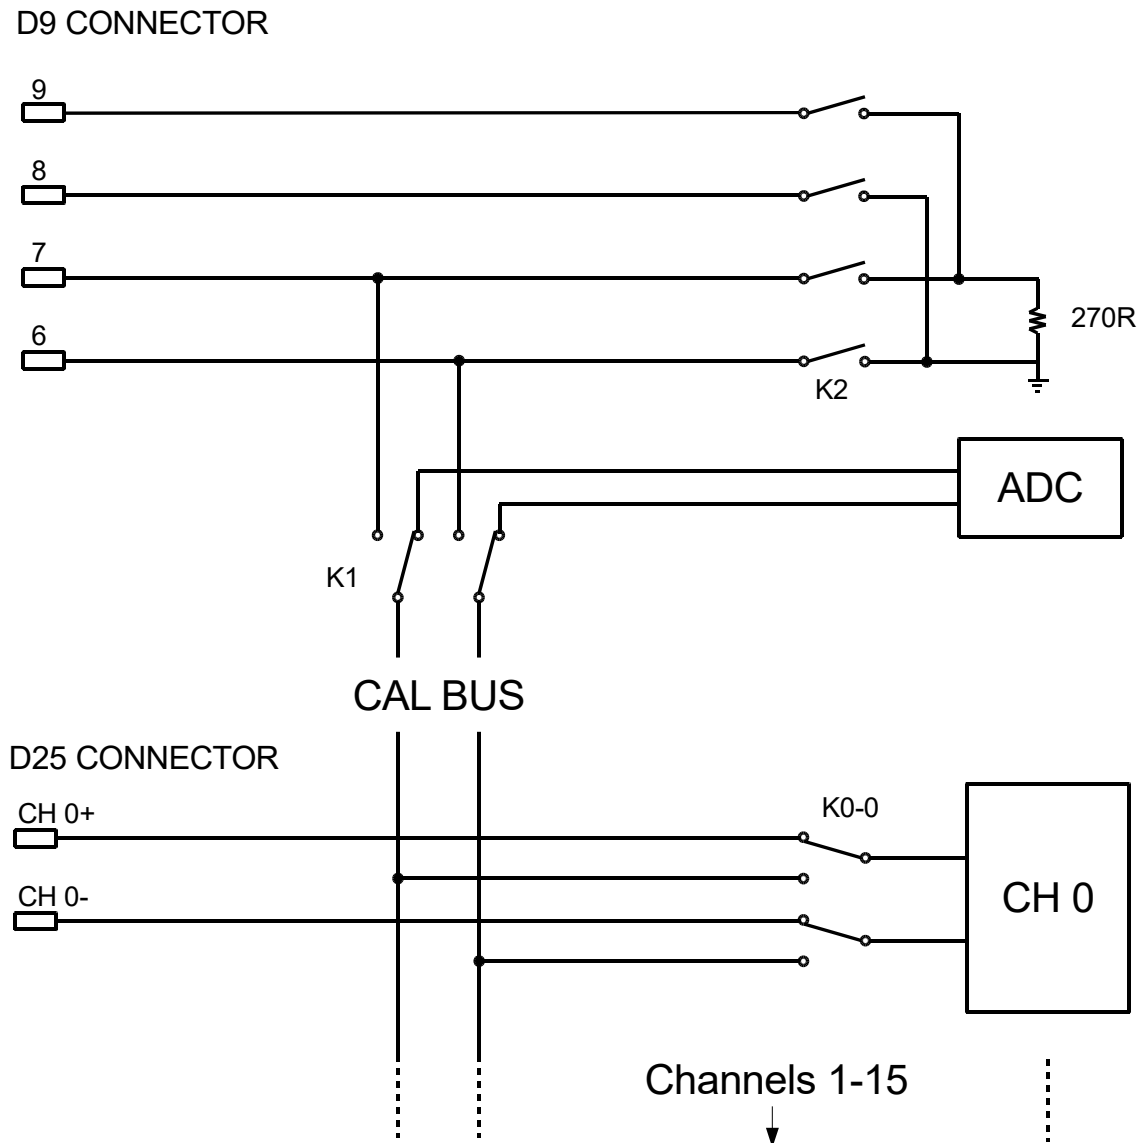 D9 CONNECTOR
9
8
7
6
270R
K2
ADC
K1
CAL BUS
D25 CONNECTOR
CH 0+
K0-0
CH 0-
CH 0
Channels 1-15